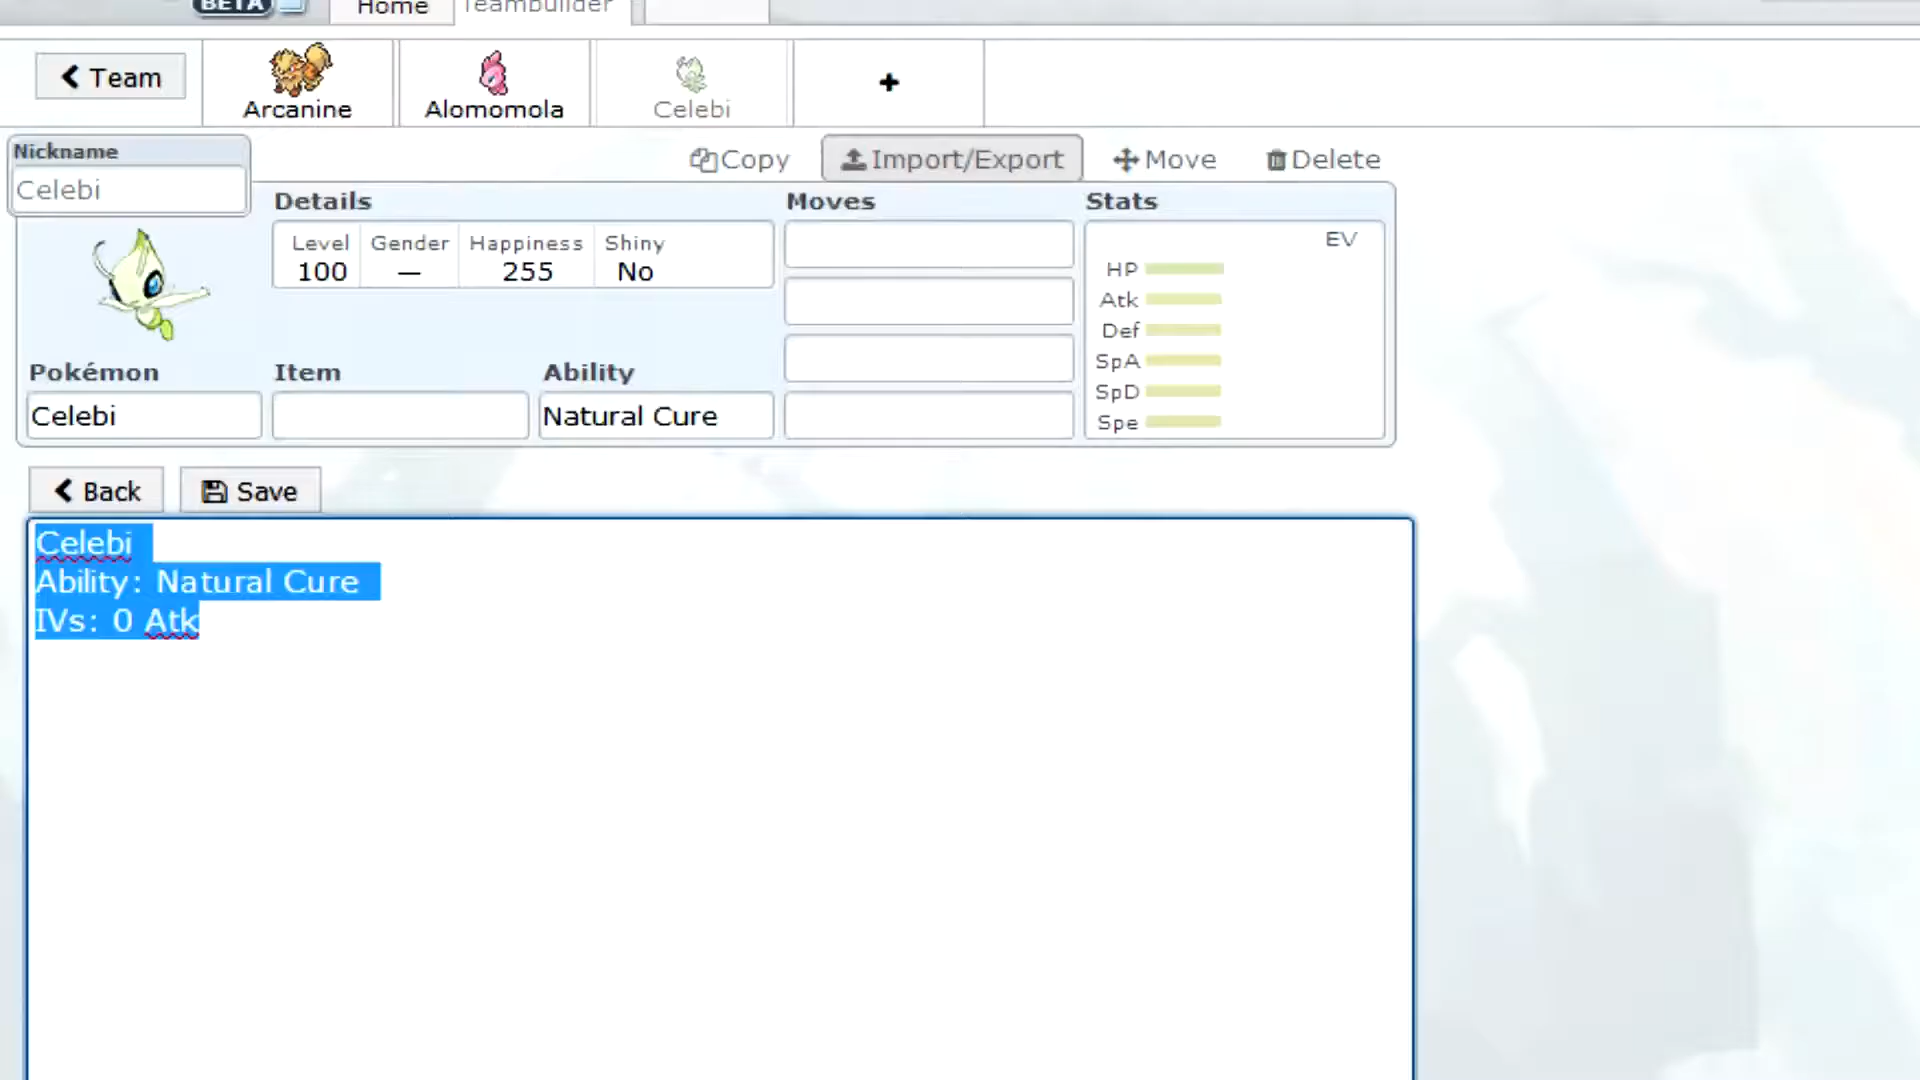 BETA
Home
Teambuilder
Team
Arcanine
Alomomola
Celebi
+
Nickname
Celebi
Copy
Import/Export
Move
Delete
Details
Level
Gender
Happiness
Shiny
100
—
255
No
Moves
Stats
EV
HP
Atk
Def
SpA
SpD
Spe
Pokémon
Item
Ability
Celebi
Natural Cure
Back
Save
Celebi
Ability: Natural Cure
IVs: 0 Atk